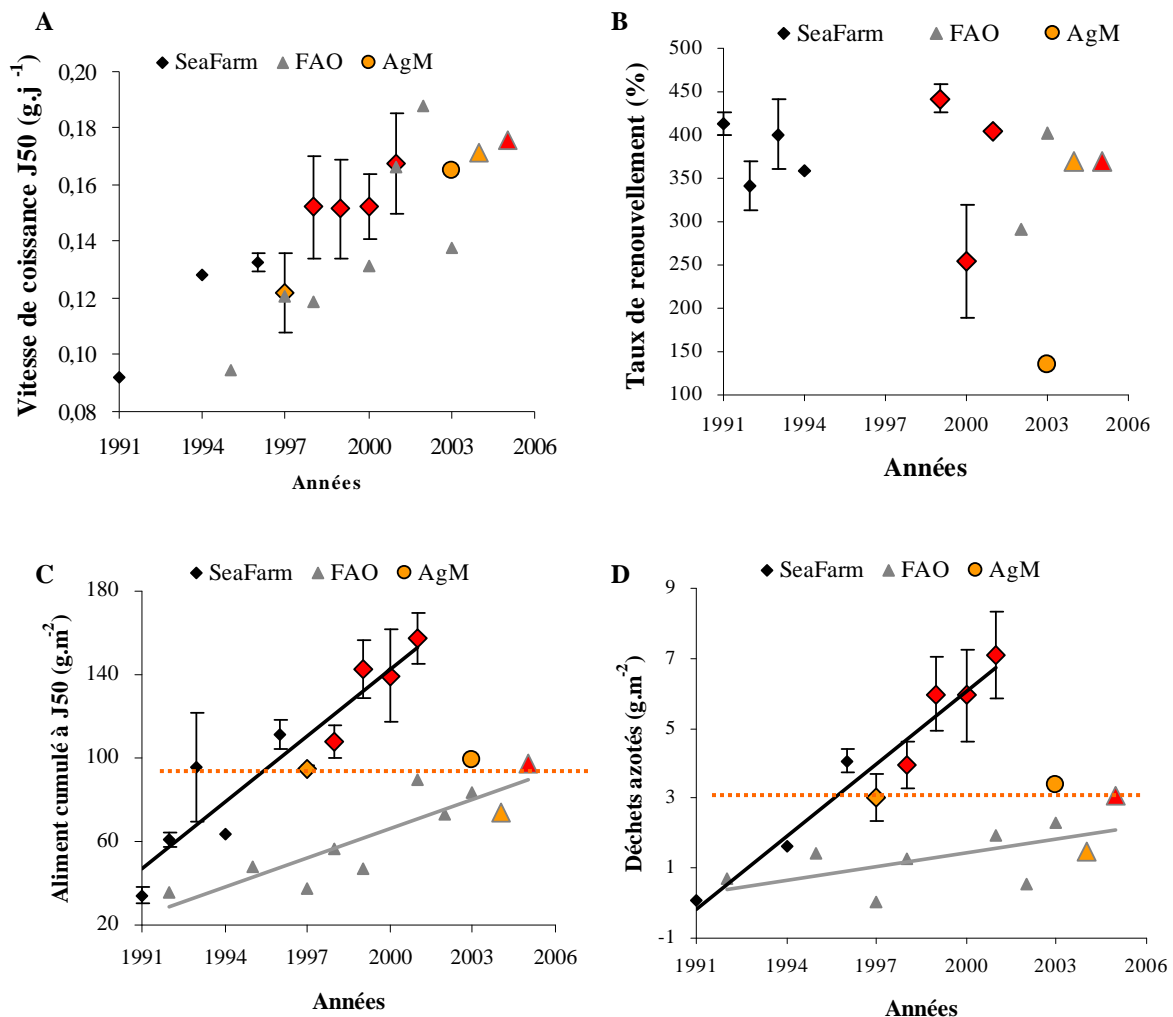 A
SeaFarm FAO AgM
Vitesse de coissance J50 (g.j -1)
0,20
0,18
0,16
0,14
0,12
0,10
0,08
1991 1994 1997 2000 2003 2006
Années
B
SeaFarm FAO AgM
Taux de renouvellement (%)
500
450
400
350
300
250
200
150
100
1991 1994 1997 2000 2003 2006
Années
C
SeaFarm FAO AgM
Aliment cumulé à J50 (g.m-2)
180
140
100
60
20
1991 1994 1997 2000 2003 2006
Années
D
SeaFarm FAO AgM
Déchets azotés (g.m-2)
9
7
5
3
1
-1
1991 1994 1997 2000 2003 2006
Années